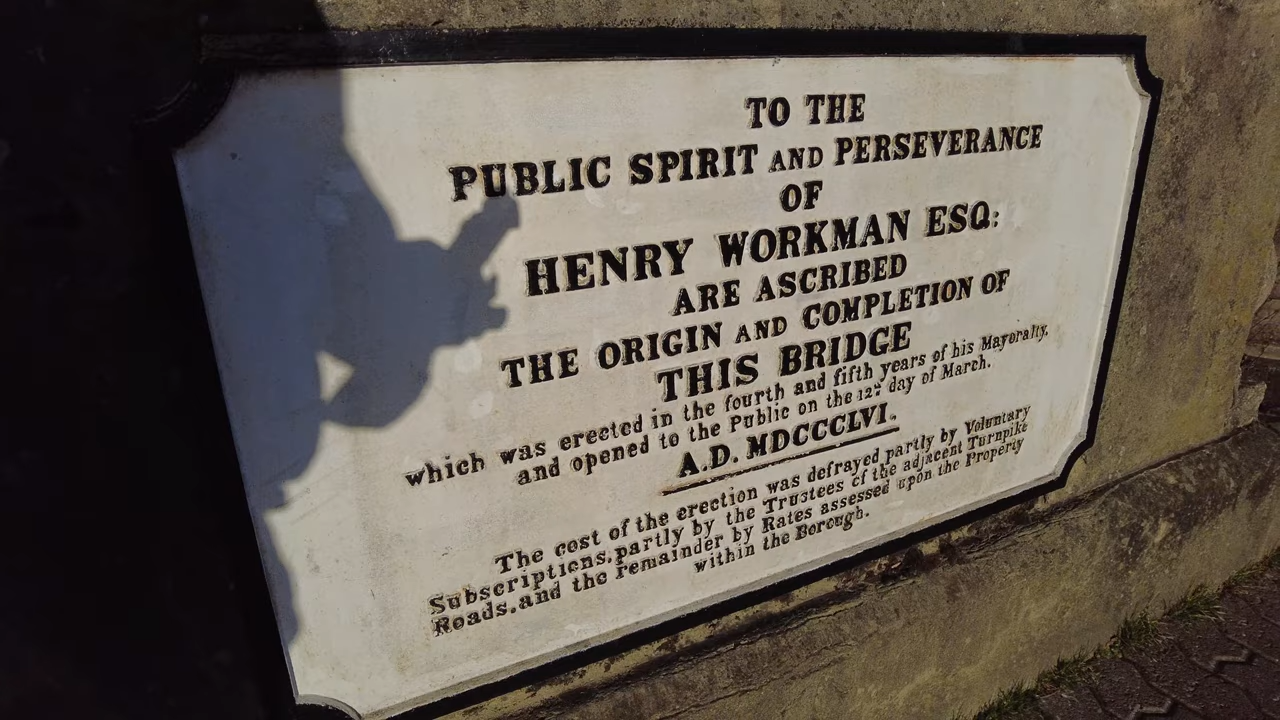 TO THE
PUBLIC SPIRIT AND PERSEVERANCE
OF
HENRY WORKMAN ESQ:
ARE ASCRIBED
THE ORIGIN AND COMPLETION OF
THIS BRIDGE
which was erected in the fourth and fifth years of his Mayoralty,
and opened to the Public on the 12th day of March.
A.D. MDCCCLVI.
The cost of the erection was defrayed partly by Voluntary
Subscriptions, partly by the Trustees of the adjacent Turnpike
Roads, and the remainder by Rates assessed upon the Property
within the Borough.